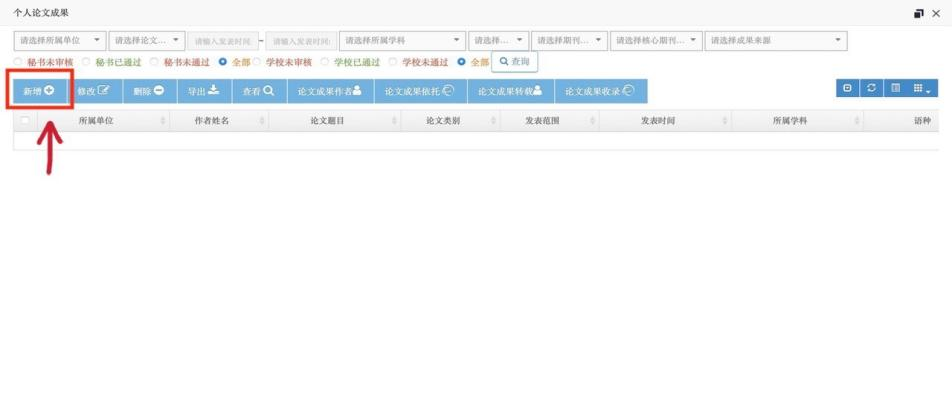 个人论文成果
请选择所属单位 请选择论文... 请输入发表时间: - 请输入发表时间: 请选择所属学科 请选择... 请选择期刊... 请选择核心期刊... 请选择成果来源
秘书未审核 秘书已通过 秘书未通过 全部 学校未审核 学校已通过 学校未通过 全部 查询
新增 修改 删除 导出 查看 论文成果作者 论文成果依托 论文成果转载 论文成果收录
所属单位 作者姓名 论文题目 论文类别 发表范围 发表时间 所属学科 语种